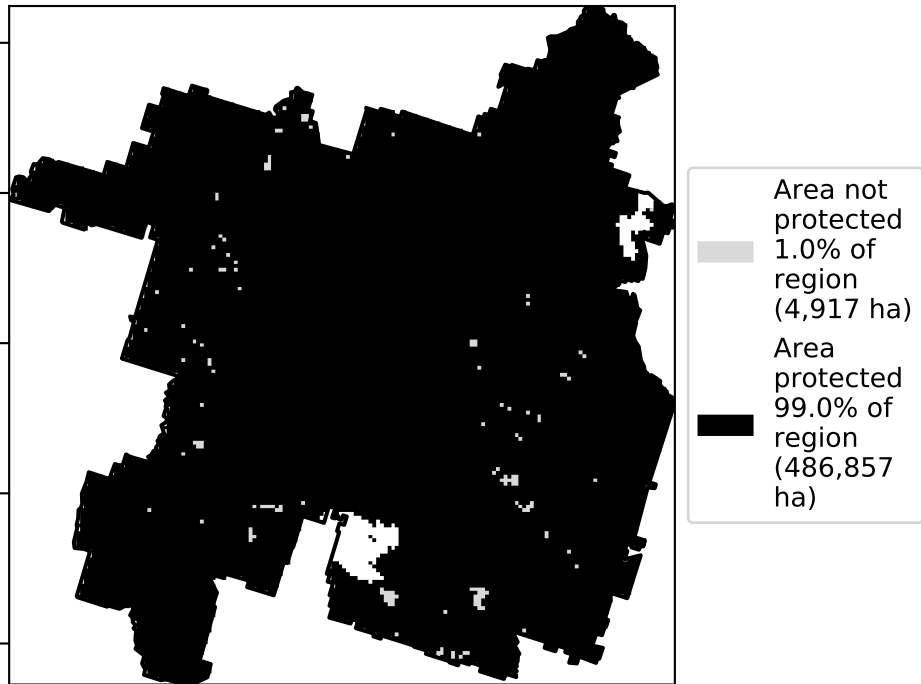 Area not
protected
1.0% of
region
(4,917 ha)
Area
protected
99.0% of
region
(486,857
ha)